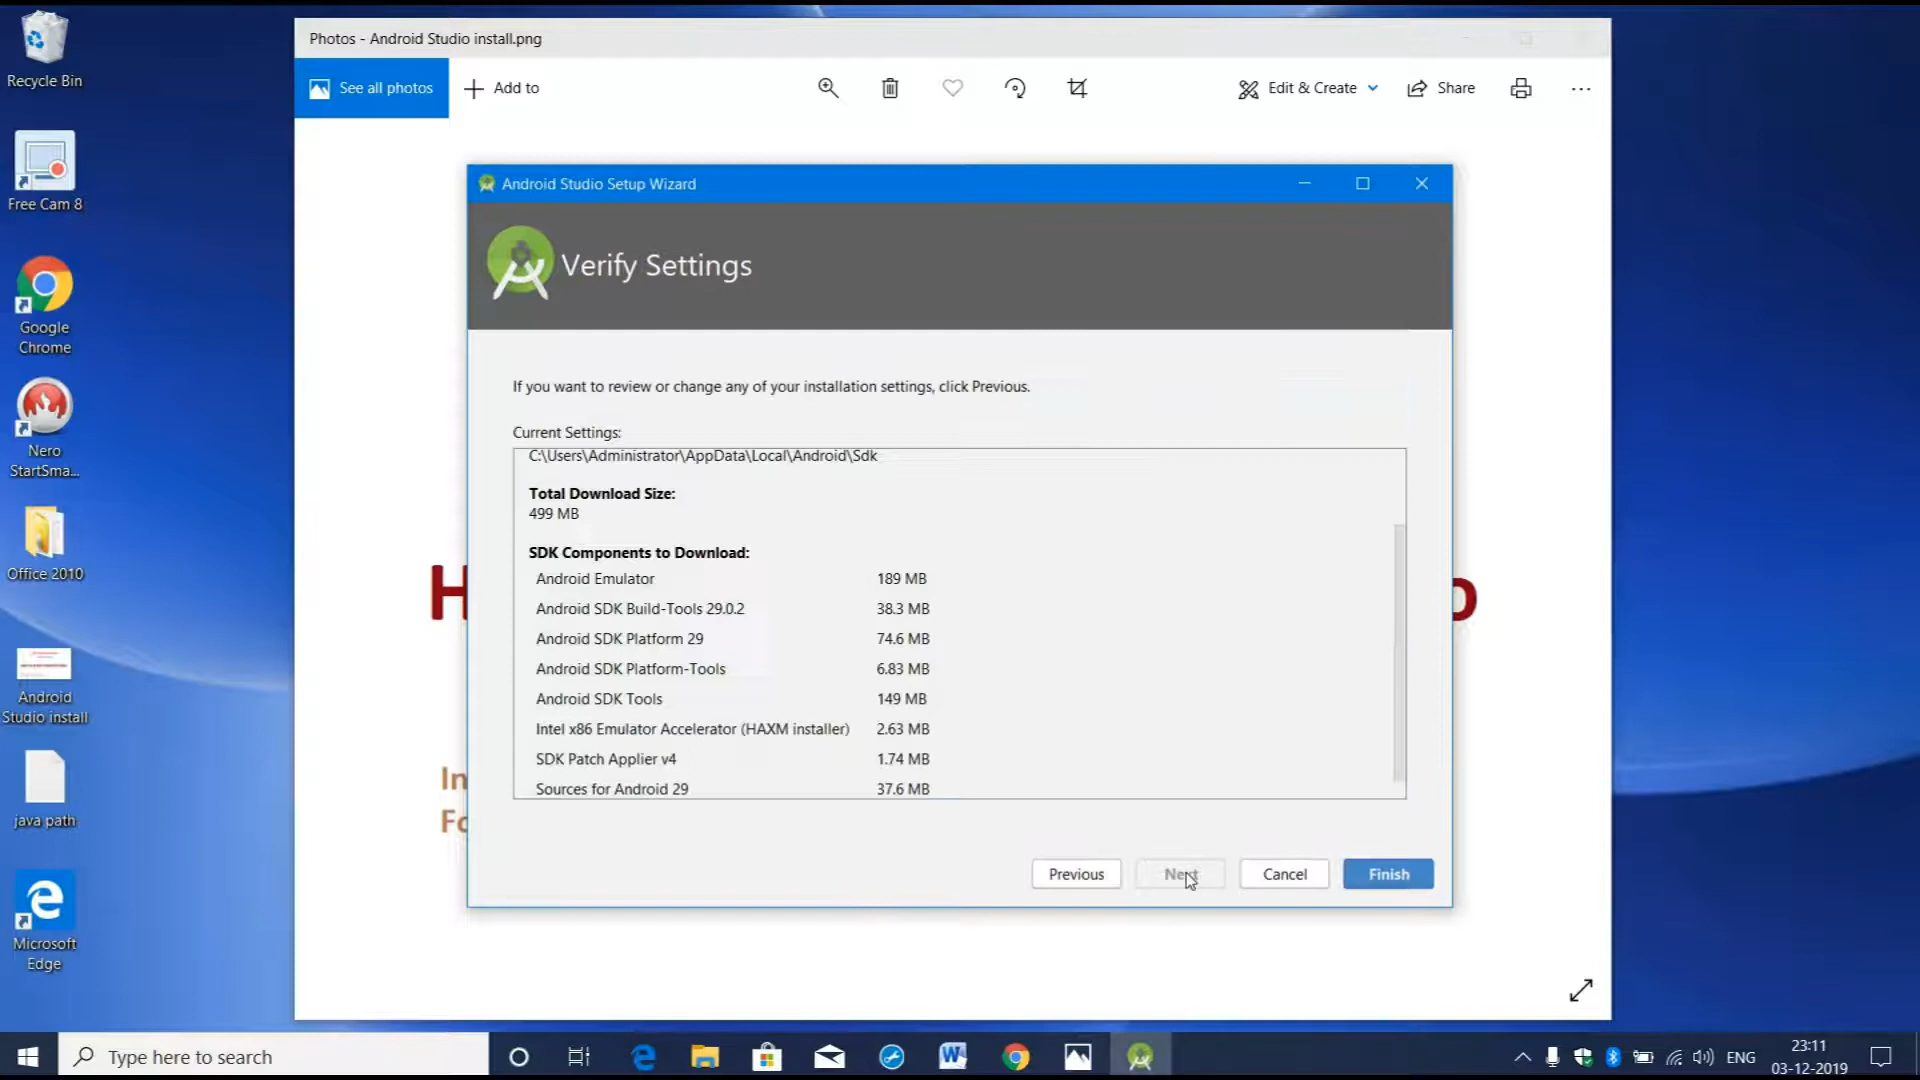 Recycle Bin
Free Cam 8
Google
Chrome
Nero
StartSma...
Office 2010
Android
Studio install
java path
Microsoft
Edge
Photos - Android Studio install.png
See all photos
Add to
Edit & Create
Share
Android Studio Setup Wizard
Verify Settings
If you want to review or change any of your installation settings, click Previous.
Current Settings:
C:\Users\Administrator\AppData\Local\Android\Sdk
Total Download Size:
499 MB
SDK Components to Download:
Android Emulator 189 MB
Android SDK Build-Tools 29.0.2 38.3 MB
Android SDK Platform 29 74.6 MB
Android SDK Platform-Tools 6.83 MB
Android SDK Tools 149 MB
Intel x86 Emulator Accelerator (HAXM installer) 2.63 MB
SDK Patch Applier v4 1.74 MB
Sources for Android 29 37.6 MB
Previous Next Cancel Finish
Type here to search
ENG
23:11
03-12-2019